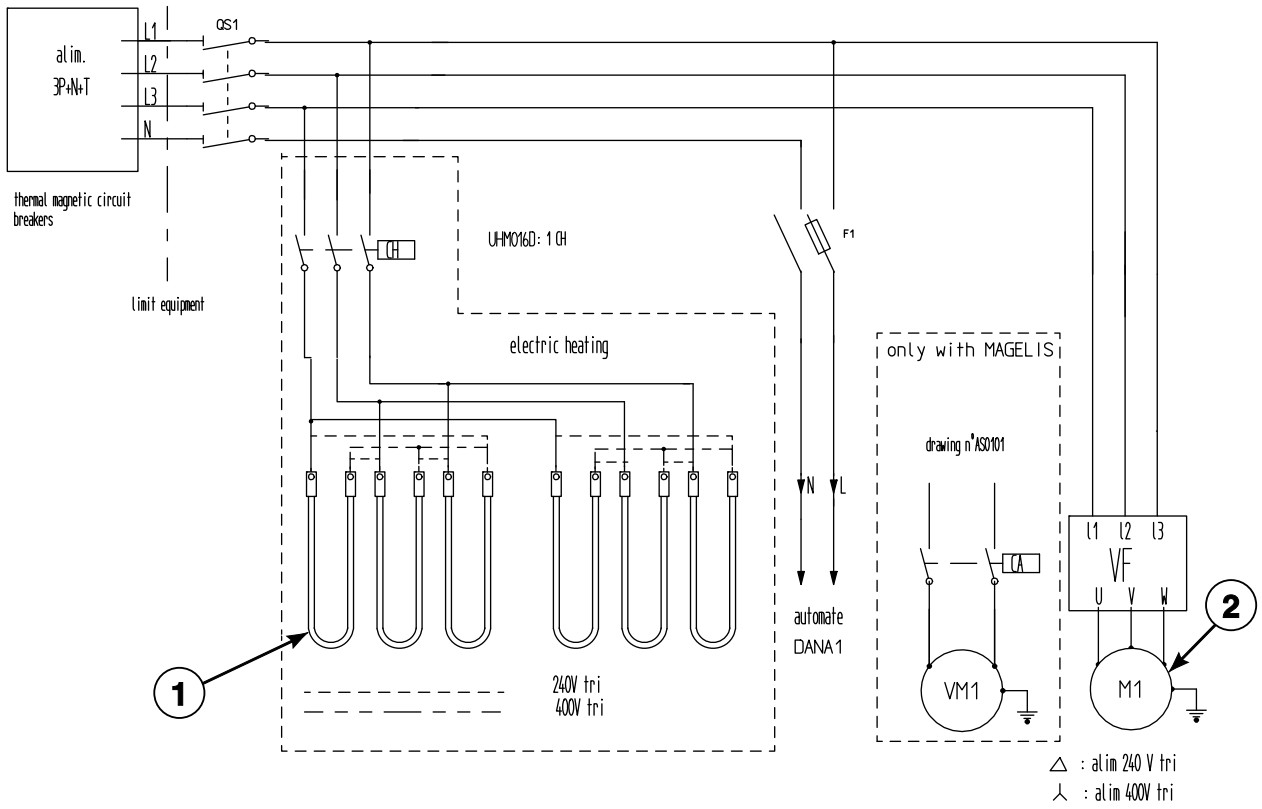 alim.
3P+N+T
L1
L2
L3
N
QS1
thermal magnetic circuit
breakers
limit equipment
CH
UHM016D: 1 CH
electric heating
F1
only with MAGELIS
drawing n°AS0101
N
L
CA
l1 l2 l3
VF
U V W
automate
DANA1
VM1
M1
1
2
240V tri
400V tri
: alim 240 V tri
: alim 400V tri